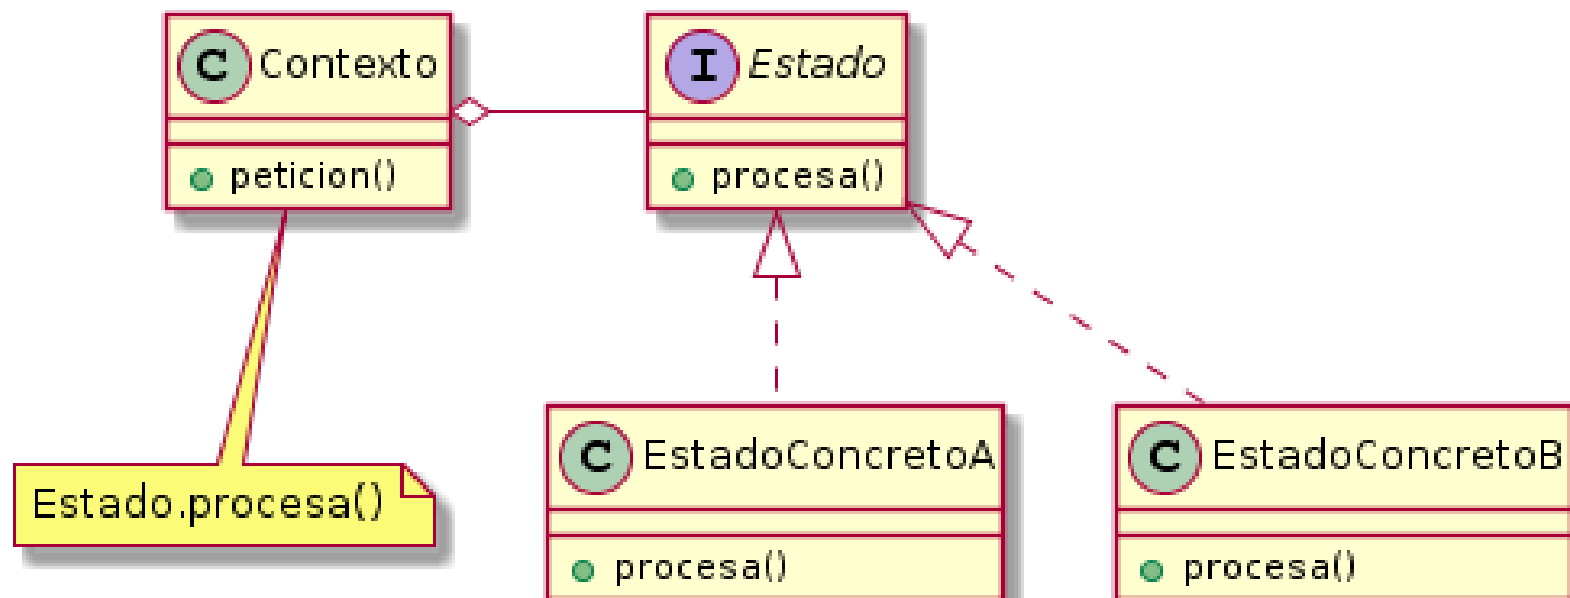 C Contexto
I Estado
peticion()
procesa()
Estado.procesa()
C EstadoConcretoA
C EstadoConcretoB
procesa()
procesa()